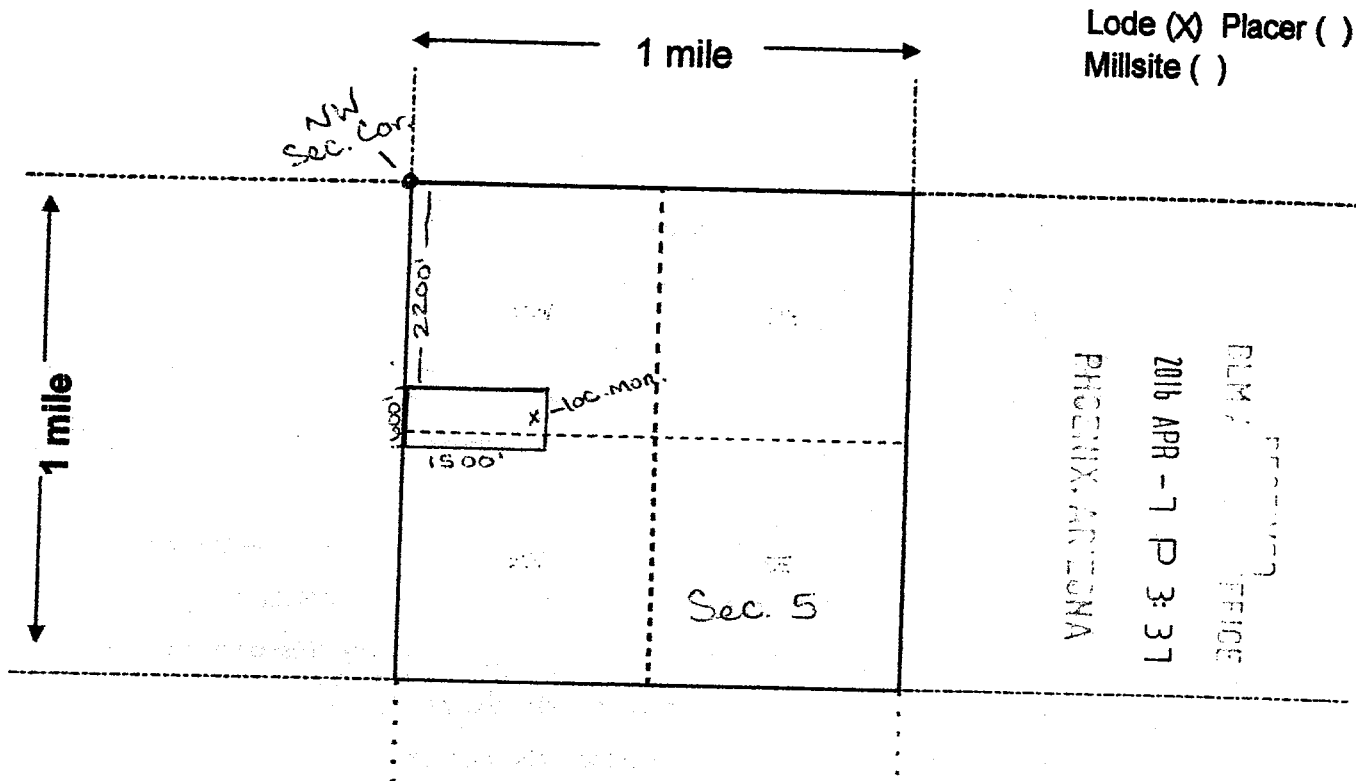 Lode (X) Placer ( )
Millsite ( )
1 mile
NW
Sec. Cor.
2200'
1 mile
600'
x-loc. mon.
1500'
Sec. 5
2016 APR -7 P 3:37
PHOENIX, ARIZONA